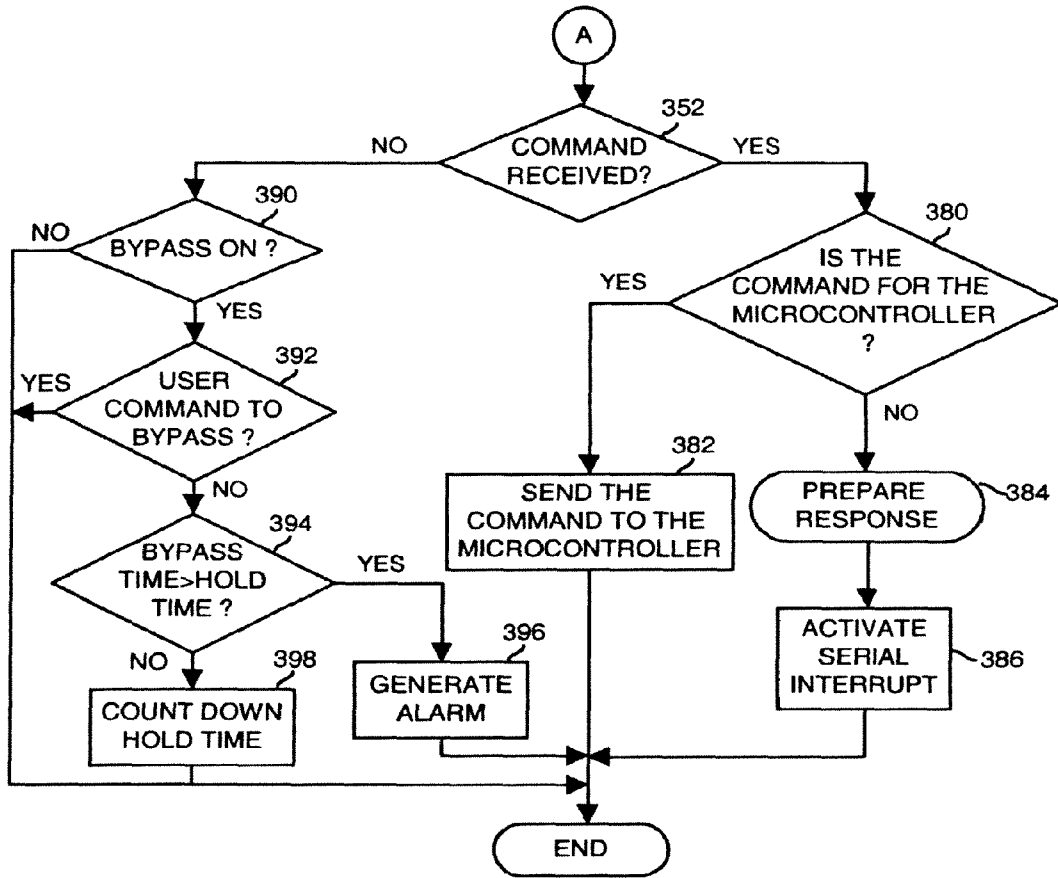 A
352
COMMAND
RECEIVED?
NO
YES
390
BYPASS ON ?
NO
YES
380
IS THE
COMMAND FOR THE
MICROCONTROLLER
?
YES
NO
392
USER
COMMAND TO
BYPASS ?
YES
NO
382
SEND THE
COMMAND TO THE
MICROCONTROLLER
384
PREPARE
RESPONSE
394
BYPASS
TIME>HOLD
TIME ?
YES
NO
386
ACTIVATE
SERIAL
INTERRUPT
396
GENERATE
ALARM
398
COUNT DOWN
HOLD TIME
END